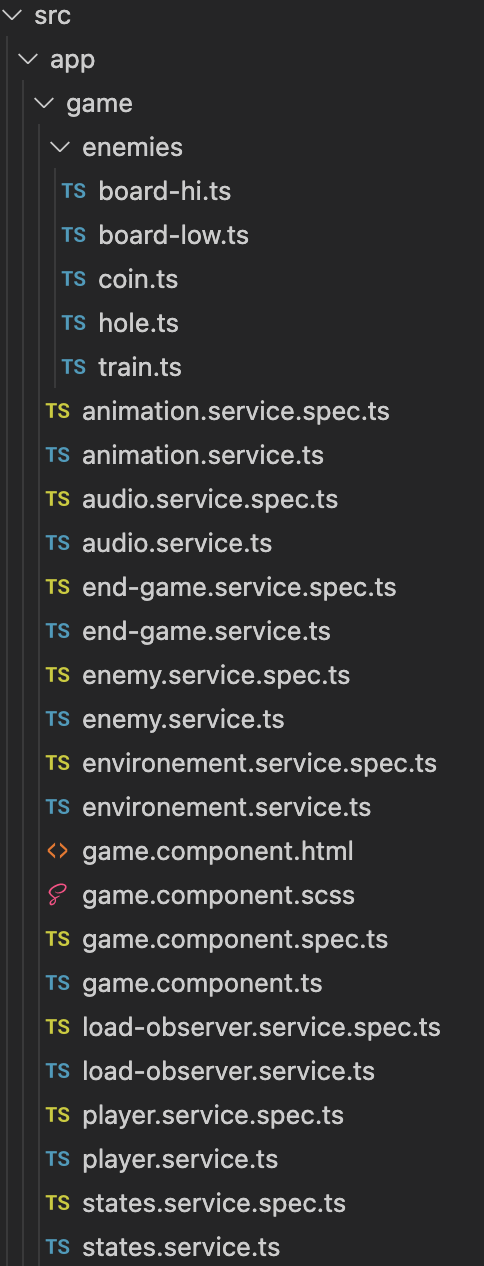 src
app
game
enemies
TS board-hi.ts
TS board-low.ts
TS coin.ts
TS hole.ts
TS train.ts
TS animation.service.spec.ts
TS animation.service.ts
TS audio.service.spec.ts
TS audio.service.ts
TS end-game.service.spec.ts
TS end-game.service.ts
TS enemy.service.spec.ts
TS enemy.service.ts
TS environement.service.spec.ts
TS environement.service.ts
<> game.component.html
game.component.scss
TS game.component.spec.ts
TS game.component.ts
TS load-observer.service.spec.ts
TS load-observer.service.ts
TS player.service.spec.ts
TS player.service.ts
TS states.service.spec.ts
TS states.service.ts